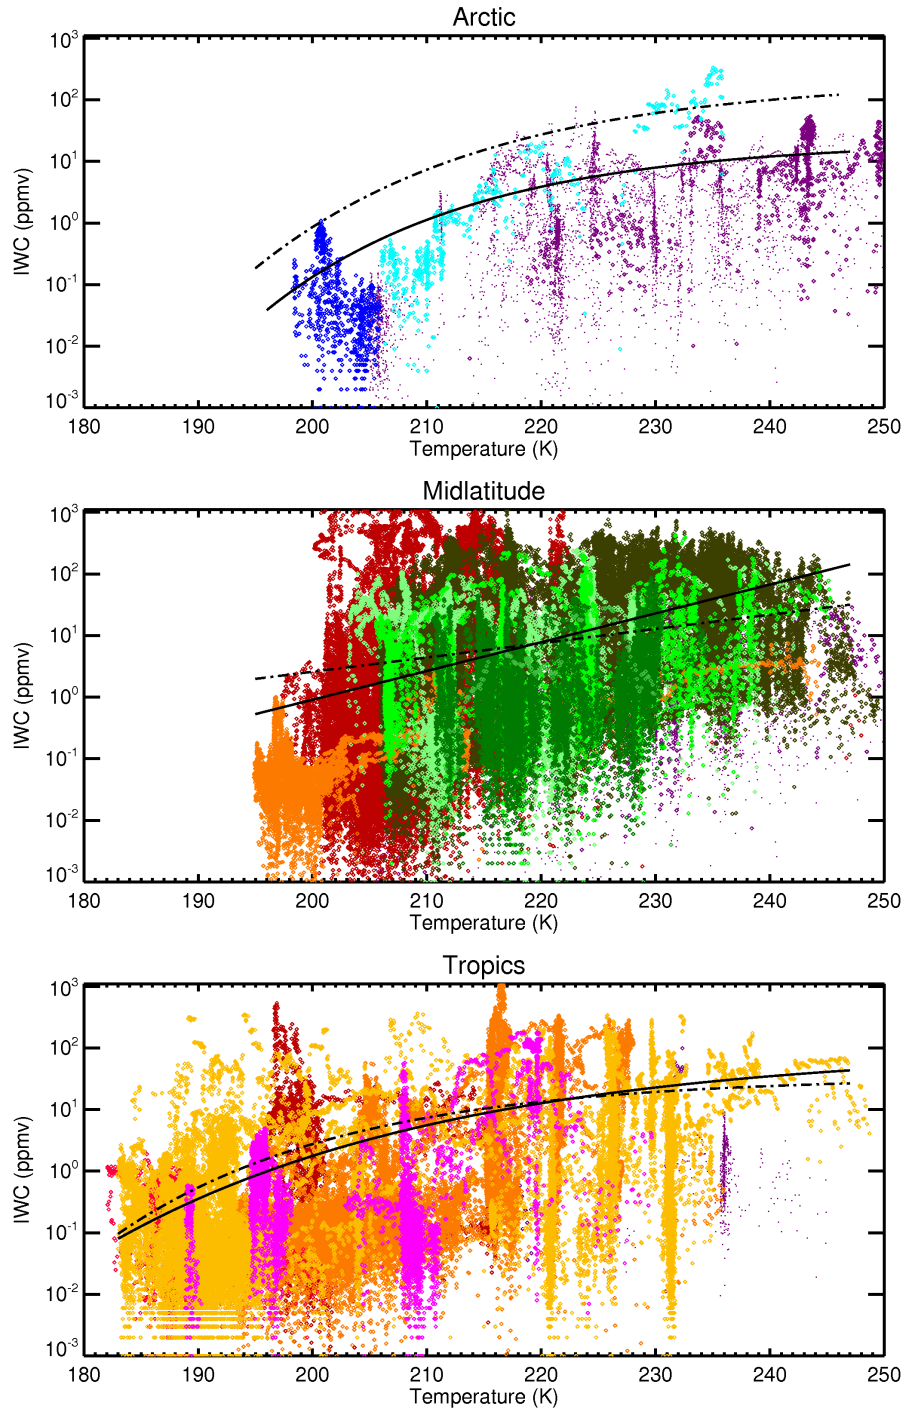 Arctic
10³
10²
10¹
10⁰
10⁻¹
10⁻²
10⁻³
IWC (ppmv)
180 190 200 210 220 230 240 250
Temperature (K)
Midlatitude
10³
10²
10¹
10⁰
10⁻¹
10⁻²
10⁻³
IWC (ppmv)
180 190 200 210 220 230 240 250
Temperature (K)
Tropics
10³
10²
10¹
10⁰
10⁻¹
10⁻²
10⁻³
IWC (ppmv)
180 190 200 210 220 230 240 250
Temperature (K)